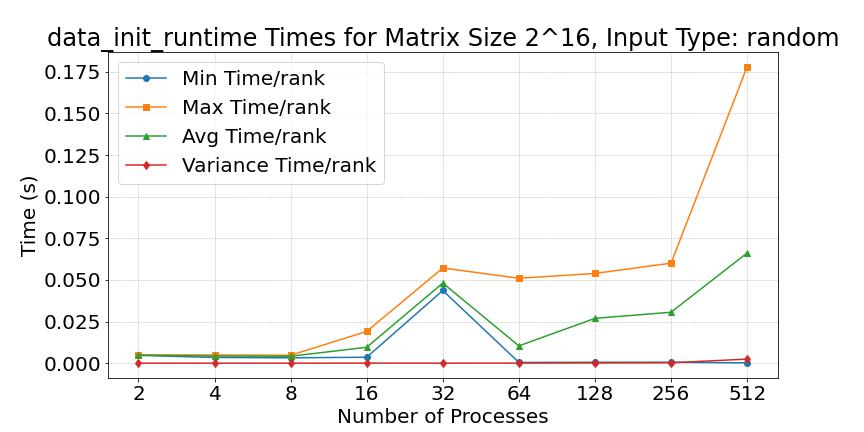 data_init_runtime Times for Matrix Size 2^16, Input Type: random
Min Time/rank
Max Time/rank
Avg Time/rank
Variance Time/rank
Time (s)
0.175
0.150
0.125
0.100
0.075
0.050
0.025
0.000
2 4 8 16 32 64 128 256 512
Number of Processes